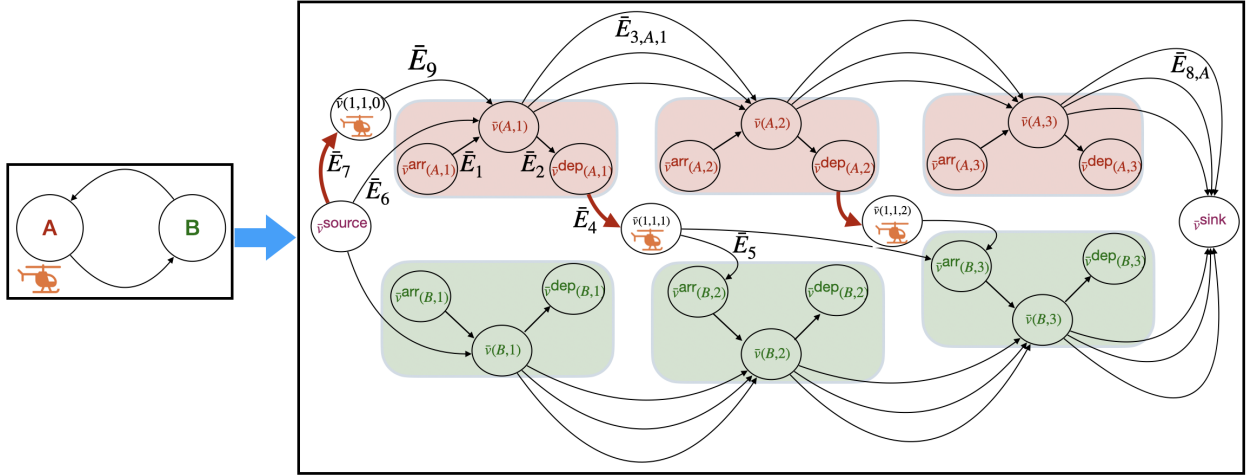 A
B
Ē₉
Ē₃,A,₁
Ē₈,A
v̄(1,1,0)
Ē₇
v̄(A,1)
v̄(A,2)
v̄(A,3)
v̄arr(A,1)
Ē₁
Ē₂
v̄dep(A,1)
v̄arr(A,2)
v̄dep(A,2)
v̄arr(A,3)
v̄dep(A,3)
Ē₆
v̄source
Ē₄
v̄(1,1,1)
Ē₅
v̄(1,1,2)
v̄sink
v̄arr(B,1)
v̄dep(B,1)
v̄arr(B,2)
v̄dep(B,2)
v̄arr(B,3)
v̄dep(B,3)
v̄(B,1)
v̄(B,2)
v̄(B,3)